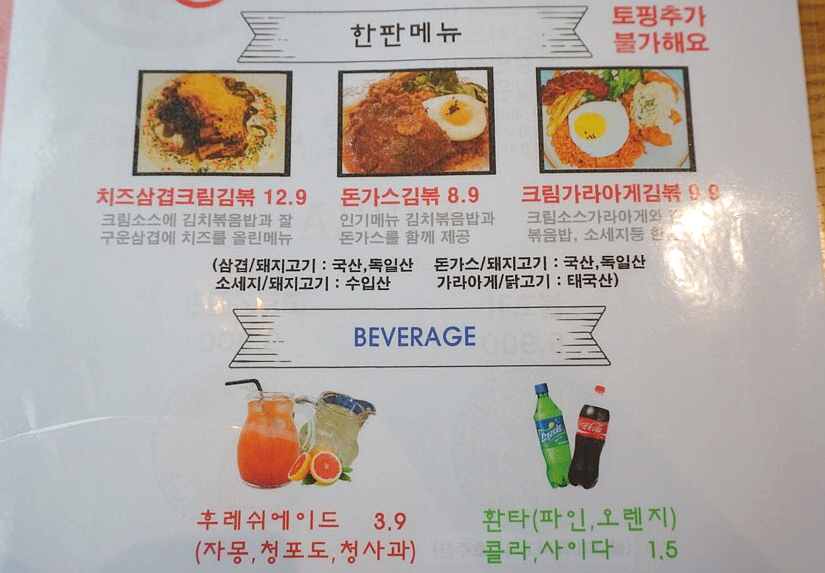 한판메뉴
토핑추가
불가해요
치즈삼겹크림김볶 12.9
크림소스에 김치볶음밥과 잘
구운삼겹에 치즈를 올린메뉴
돈가스김볶 8.9
인기메뉴 김치볶음밥과
돈가스를 함께 제공
크림가라아게김볶 9.9
크림소스가라아게와
볶음밥, 소세지등
(삼겹/돼지고기 : 국산,독일산 돈가스/돼지고기 : 국산,독일산
소세지/돼지고기 : 수입산 가라아게/닭고기 : 태국산)
BEVERAGE
Coca-Cola
후레쉬에이드 3.9
(자몽,청포도,청사과)
환타(파인,오렌지)
콜라,사이다 1.5